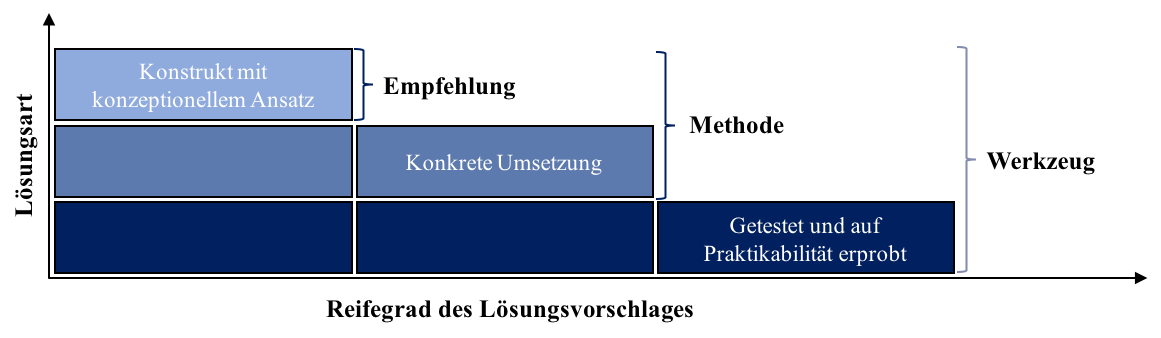 Konstrukt mit
konzeptionellem Ansatz
Empfehlung
Methode
Konkrete Umsetzung
Werkzeug
Getestet und auf
Praktikabilität erprobt
Lösungsart
Reifegrad des Lösungsvorschlages